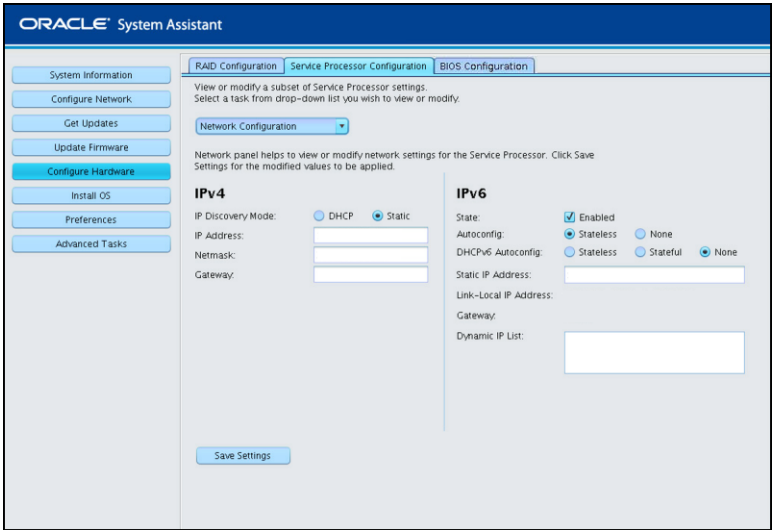 ORACLE® System Assistant
System Information
Configure Network
Get Updates
Update Firmware
Configure Hardware
Install OS
Preferences
Advanced Tasks
RAID Configuration
Service Processor Configuration
BIOS Configuration
View or modify a subset of Service Processor settings.
Select a task from drop-down list you wish to view or modify.
Network Configuration
Network panel helps to view or modify network settings for the Service Processor. Click Save
Settings for the modified values to be applied.
IPv4
IP Discovery Mode: DHCP Static
IP Address:
Netmask:
Gateway:
IPv6
State: Enabled
Autoconfig: Stateless None
DHCPv6 Autoconfig: Stateless Stateful None
Static IP Address:
Link-Local IP Address:
Gateway:
Dynamic IP List:
Save Settings